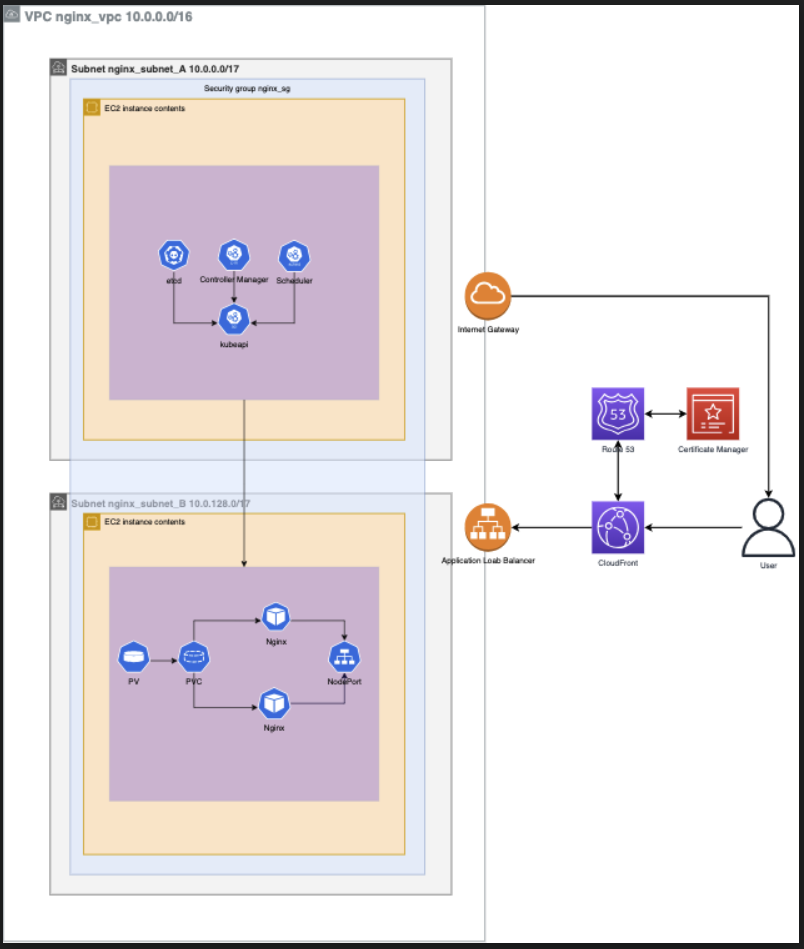 VPC nginx_vpc 10.0.0.0/16
Subnet nginx_subnet_A 10.0.0.0/17
Security group nginx_sg
EC2 instance contents
etcd
Controller Manager
Scheduler
kubeapi
Internet Gateway
53
Route 53
Certificate Manager
Subnet nginx_subnet_B 10.0.128.0/17
EC2 instance contents
Application Loab Balancer
CloudFront
User
Nginx
PV
PVC
NodePort
Nginx